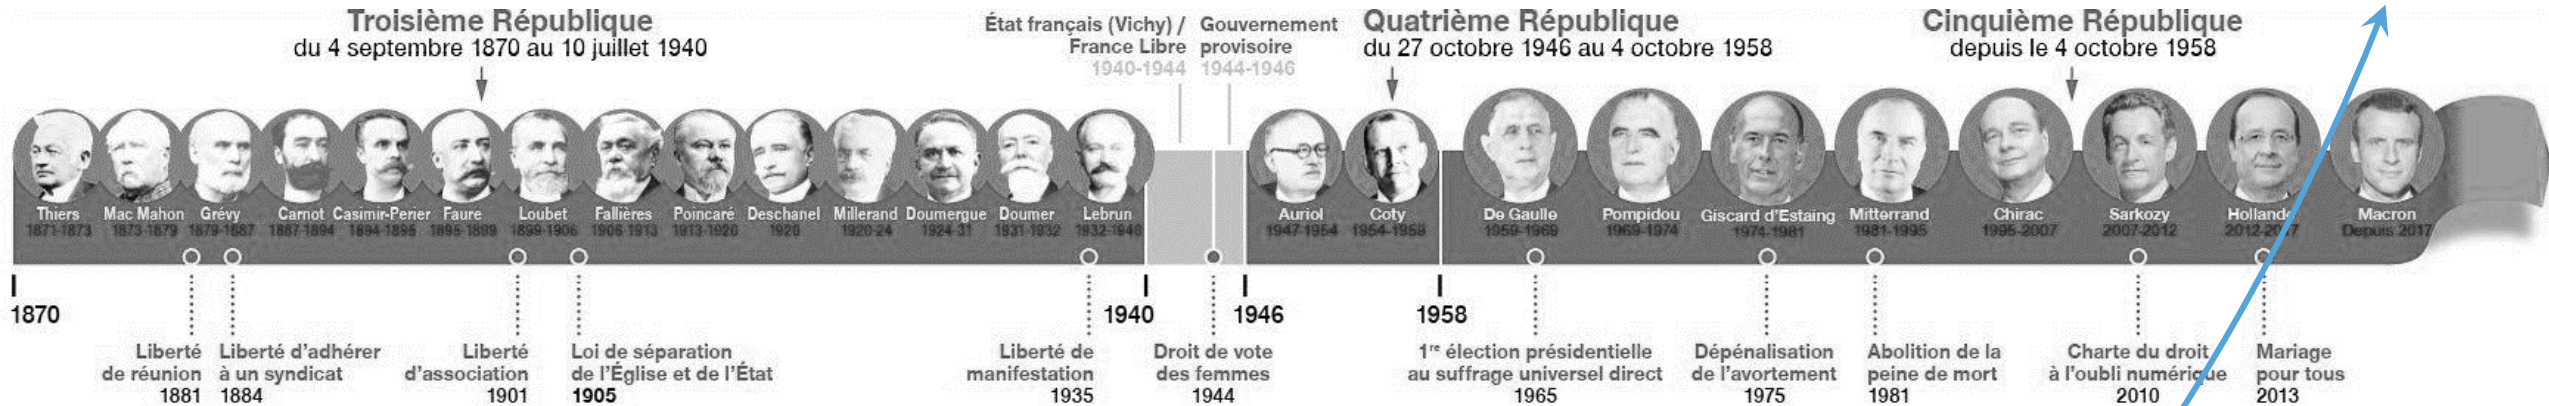 Troisième République
du 4 septembre 1870 au 10 juillet 1940
État français (Vichy) /
France Libre
1940-1944
Gouvernement
provisoire
1944-1946
Quatrième République
du 27 octobre 1946 au 4 octobre 1958
Cinquième République
depuis le 4 octobre 1958
Thiers
1871-1873
Mac Mahon
1873-1879
Grévy
1879-1887
Carnot
1887-1894
Casimir-Perier
1894-1895
Faure
1895-1899
Loubet
1899-1906
Fallières
1906-1913
Poincaré
1913-1920
Deschanel
1920
Millerand
1920-24
Doumergue
1924-31
Doumer
1931-1932
Lebrun
1932-1940
Auriol
1947-1954
Coty
1954-1959
De Gaulle
1959-1969
Pompidou
1969-1974
Giscard d'Estaing
1974-1981
Mitterrand
1981-1995
Chirac
1995-2007
Sarkozy
2007-2012
Hollande
2012-2017
Macron
Depuis 2017
1870
1940
1946
1958
Liberté
de réunion
1881
Liberté d'adhérer
à un syndicat
1884
Liberté
d'association
1901
Loi de séparation
de l'Église et de l'État
1905
Liberté de
manifestation
1935
Droit de vote
des femmes
1944
1re élection présidentielle
au suffrage universel direct
1965
Dépénalisation
de l'avortement
1975
Abolition de la
peine de mort
1981
Charte du droit
à l'oubli numérique
2010
Mariage
pour tous
2013